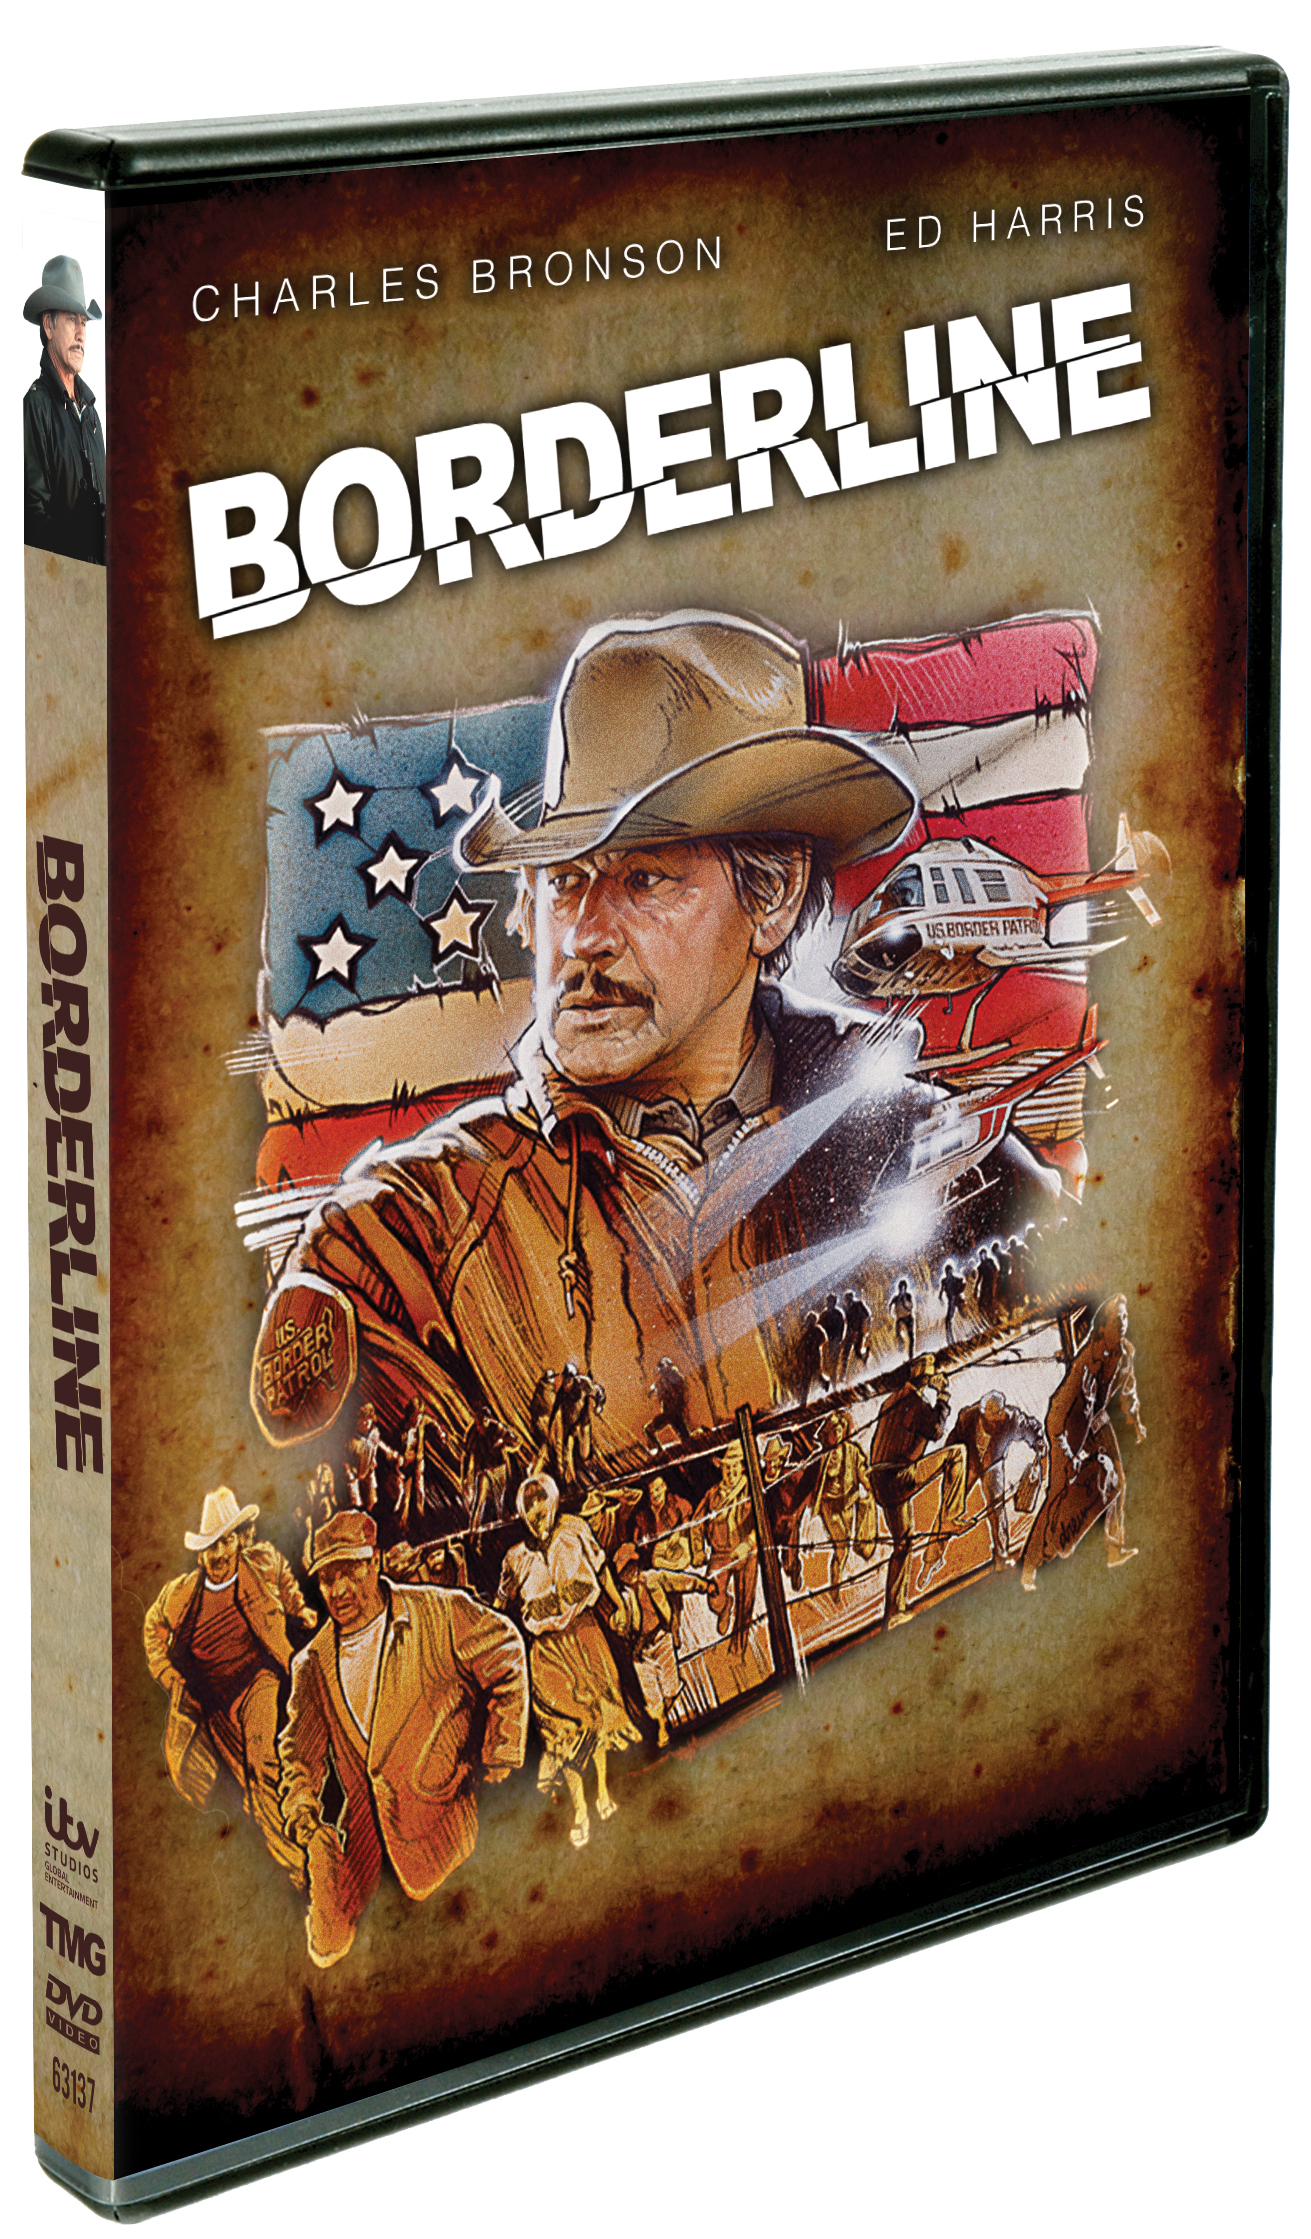 CHARLES BRONSON
ED HARRIS
BORDERLINE
U.S. BORDER PATROL
U.S.
BORDER
PATROL
BORDERLINE
itv
STUDIOS
GLOBAL
ENTERTAINMENT
TMG
DVD
VIDEO
63137